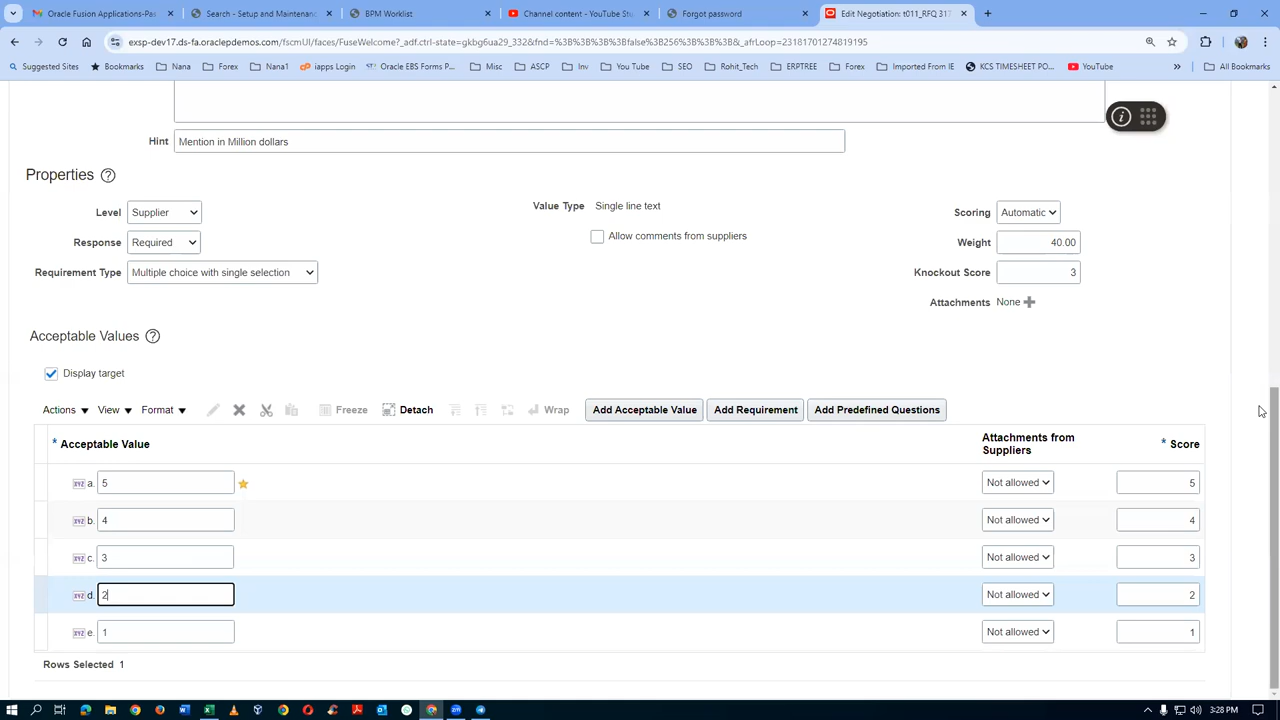 Oracle Fusion Applications-Pas
Search - Setup and Maintenanc
BPM Worklist
Channel content - YouTube Stu
Forgot password
Edit Negotiation: t011_RFQ 317
exsp-dev17.ds-fa.oraclepdemos.com/fscmUI/faces/FuseWelcome?_adf.ctrl-state=gkbg6ua29_332&fnd=%3B%3B%3B%3Bfalse%3B256%3B%3B%3B&_afrLoop=23181701274819195
Suggested Sites
Bookmarks
Nana
Forex
Nana1
iapps Login
Oracle EBS Forms P...
Misc
ASCP
Inv
You Tube
SEO
Rohit_Tech
ERPTREE
Forex
Imported From IE
KCS TIMESHEET PO...
YouTube
»
All Bookmarks
Hint Mention in Million dollars
Properties ?
Level Supplier
Value Type Single line text
Scoring Automatic
Response Required
Allow comments from suppliers
Weight 40.00
Requirement Type Multiple choice with single selection
Knockout Score 3
Attachments None
Acceptable Values ?
Display target
Actions View Format Freeze Detach Wrap Add Acceptable Value Add Requirement Add Predefined Questions
* Acceptable Value Attachments from Suppliers * Score
xyz a. 5 Not allowed 5
xyz b. 4 Not allowed 4
xyz c. 3 Not allowed 3
xyz d. 2 Not allowed 2
xyz e. 1 Not allowed 1
Rows Selected 1
3:28 PM